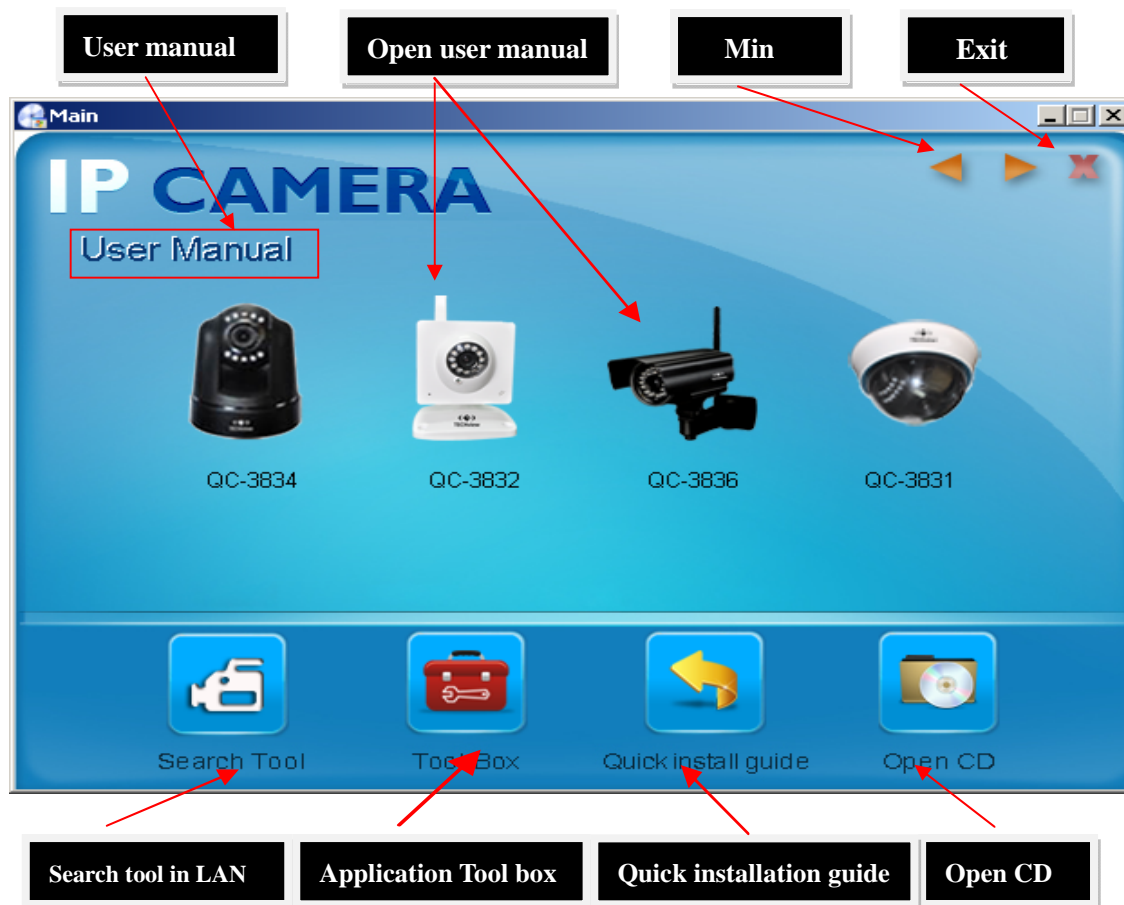 User manual
Open user manual
Min
Exit
Main
IP CAMERA
User Manual
TECHview
QC-3834
QC-3832
QC-3836
QC-3831
Search Tool
Tool Box
Quick install guide
Open CD
Search tool in LAN
Application Tool box
Quick installation guide
Open CD